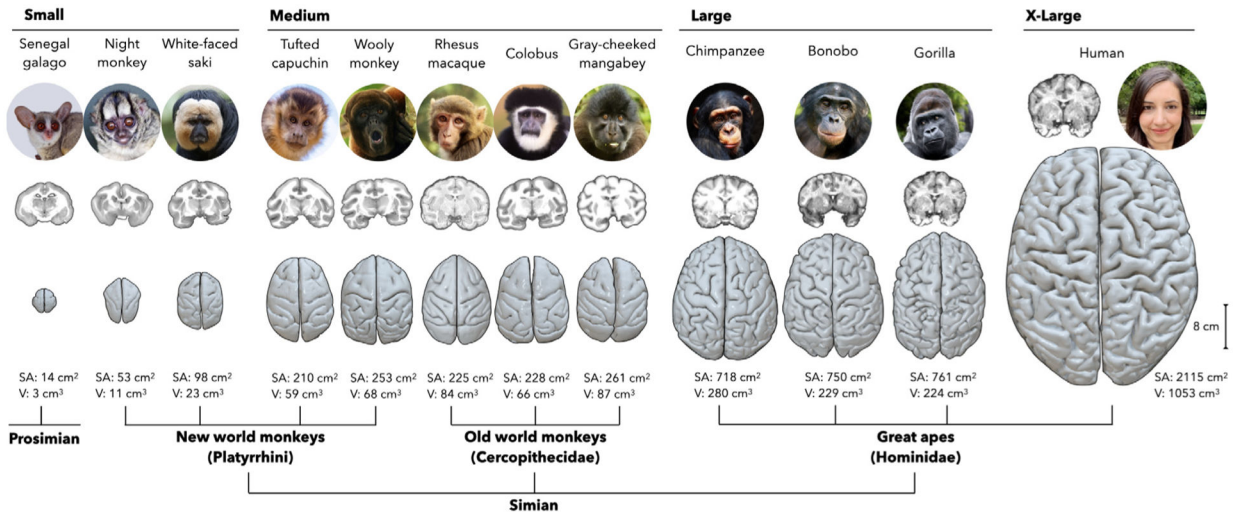 Small
Medium
Large
X-Large
Senegal
galago
Night
monkey
White-faced
saki
Tufted
capuchin
Wooly
monkey
Rhesus
macaque
Colobus
Gray-cheeked
mangabey
Chimpanzee
Bonobo
Gorilla
Human
8 cm
SA: 14 cm²
V: 3 cm³
SA: 53 cm²
V: 11 cm³
SA: 98 cm²
V: 23 cm³
SA: 210 cm²
V: 59 cm³
SA: 253 cm²
V: 68 cm³
SA: 225 cm²
V: 84 cm³
SA: 228 cm²
V: 66 cm³
SA: 261 cm²
V: 87 cm³
SA: 718 cm²
V: 280 cm³
SA: 750 cm²
V: 229 cm³
SA: 761 cm²
V: 224 cm³
SA: 2115 cm²
V: 1053 cm³
Prosimian
New world monkeys
(Platyrrhini)
Old world monkeys
(Cercopithecidae)
Great apes
(Hominidae)
Simian